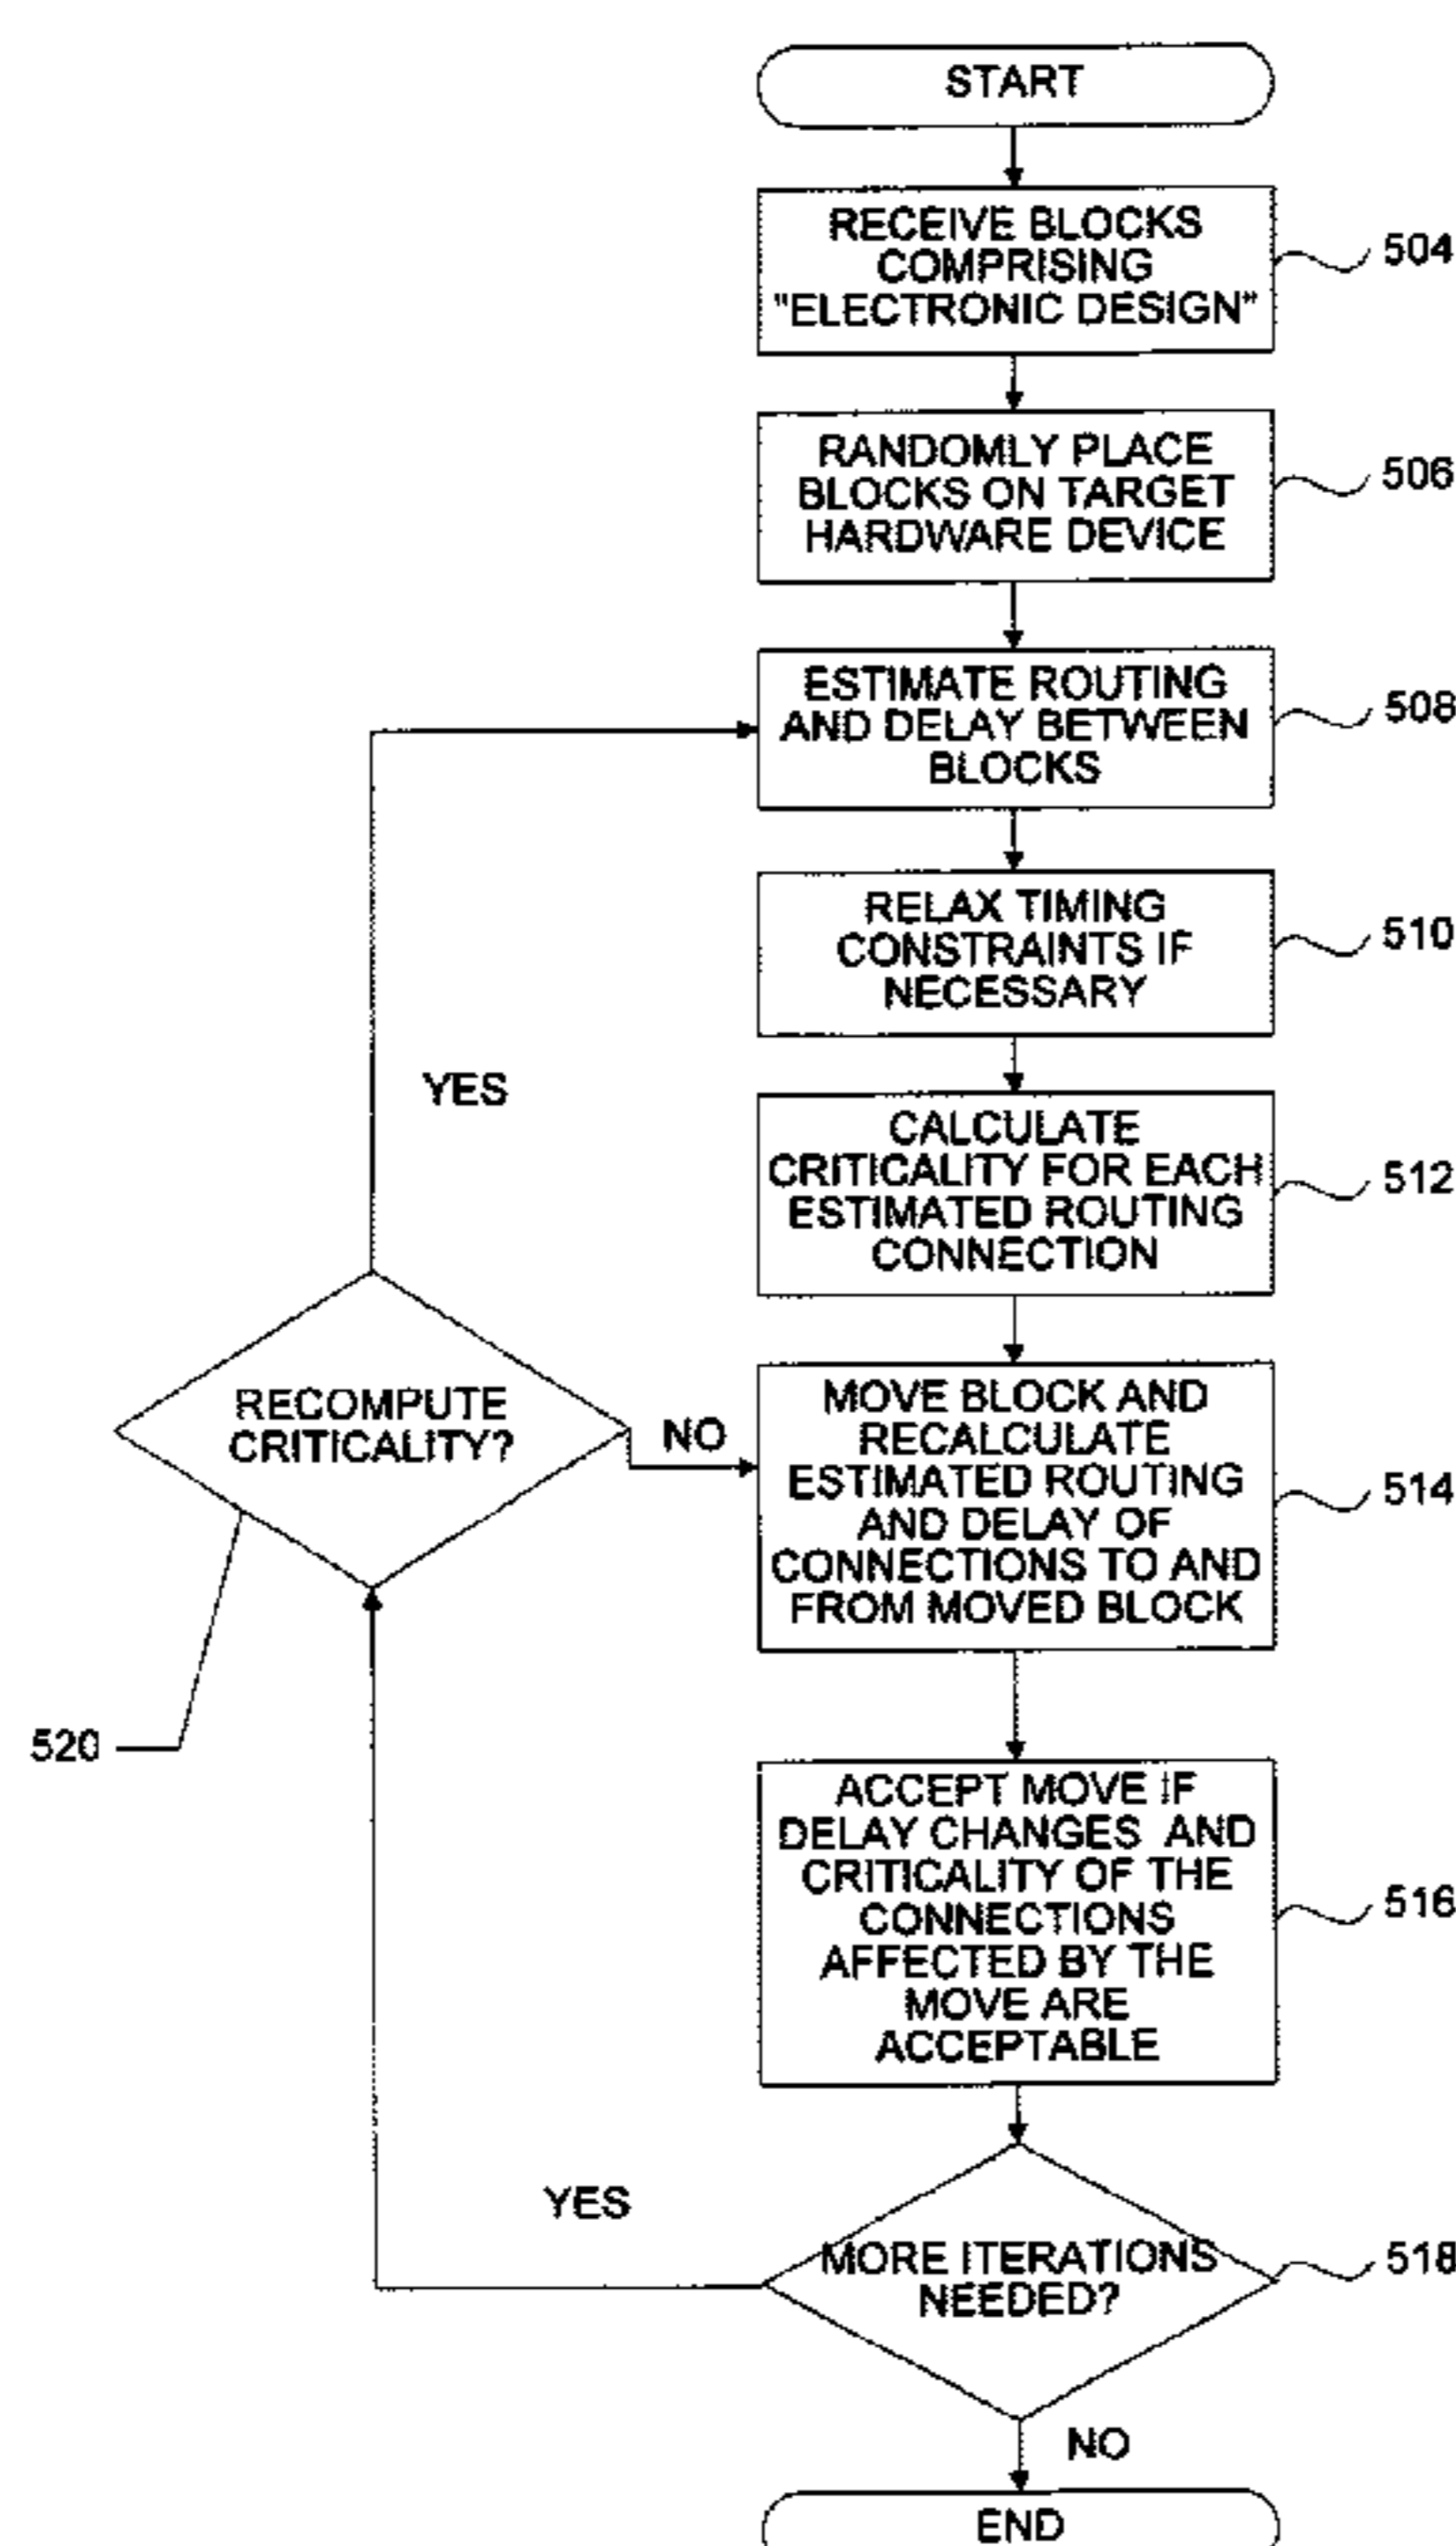 START
RECEIVE BLOCKS
COMPRISING
"ELECTRONIC DESIGN"
504
RANDOMLY PLACE
BLOCKS ON TARGET
HARDWARE DEVICE
506
ESTIMATE ROUTING
AND DELAY BETWEEN
BLOCKS
508
RELAX TIMING
CONSTRAINTS IF
NECESSARY
510
YES
CALCULATE
CRITICALITY FOR EACH
ESTIMATED ROUTING
CONNECTION
512
RECOMPUTE
CRITICALITY?
NO
MOVE BLOCK AND
RECALCULATE
ESTIMATED ROUTING
AND DELAY OF
CONNECTIONS TO AND
FROM MOVED BLOCK
514
520
ACCEPT MOVE IF
DELAY CHANGES AND
CRITICALITY OF THE
CONNECTIONS
AFFECTED BY THE
MOVE ARE
ACCEPTABLE
516
YES
MORE ITERATIONS
NEEDED?
518
NO
END